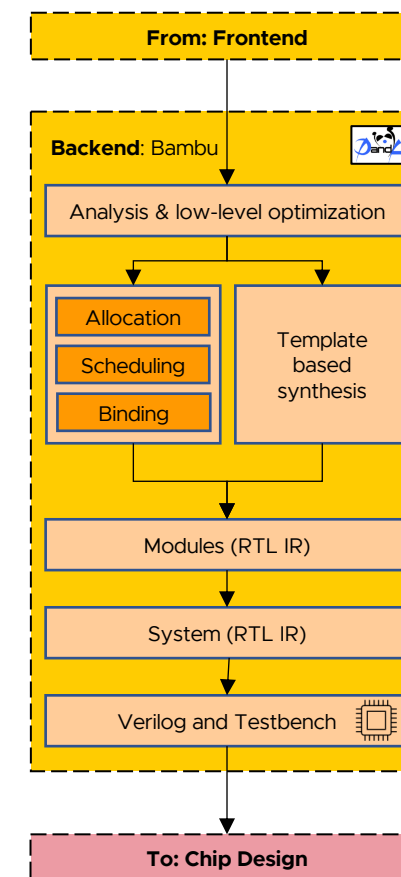 From: Frontend
Backend: Bambu
Analysis & low-level optimization
Allocation
Scheduling
Binding
Template
based
synthesis
Modules (RTL IR)
System (RTL IR)
Verilog and Testbench
To: Chip Design